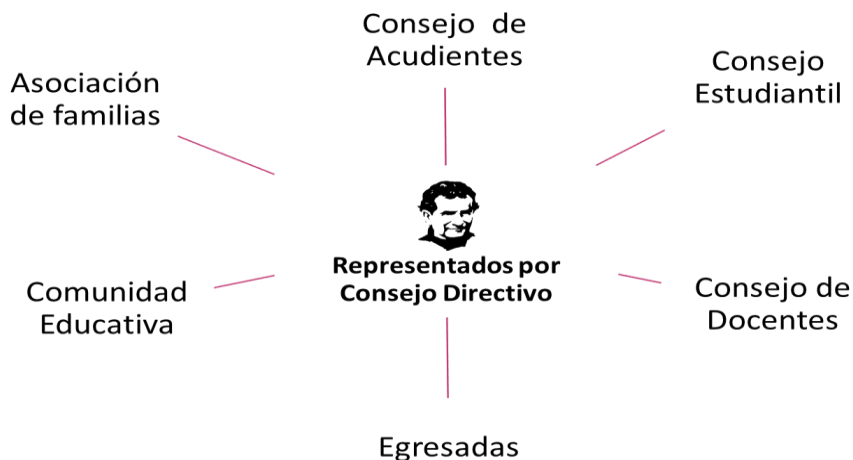 Consejo de
Acudientes
Asociación
de familias
Consejo
Estudiantil
Representados por
Consejo Directivo
Comunidad
Educativa
Consejo de
Docentes
Egresadas